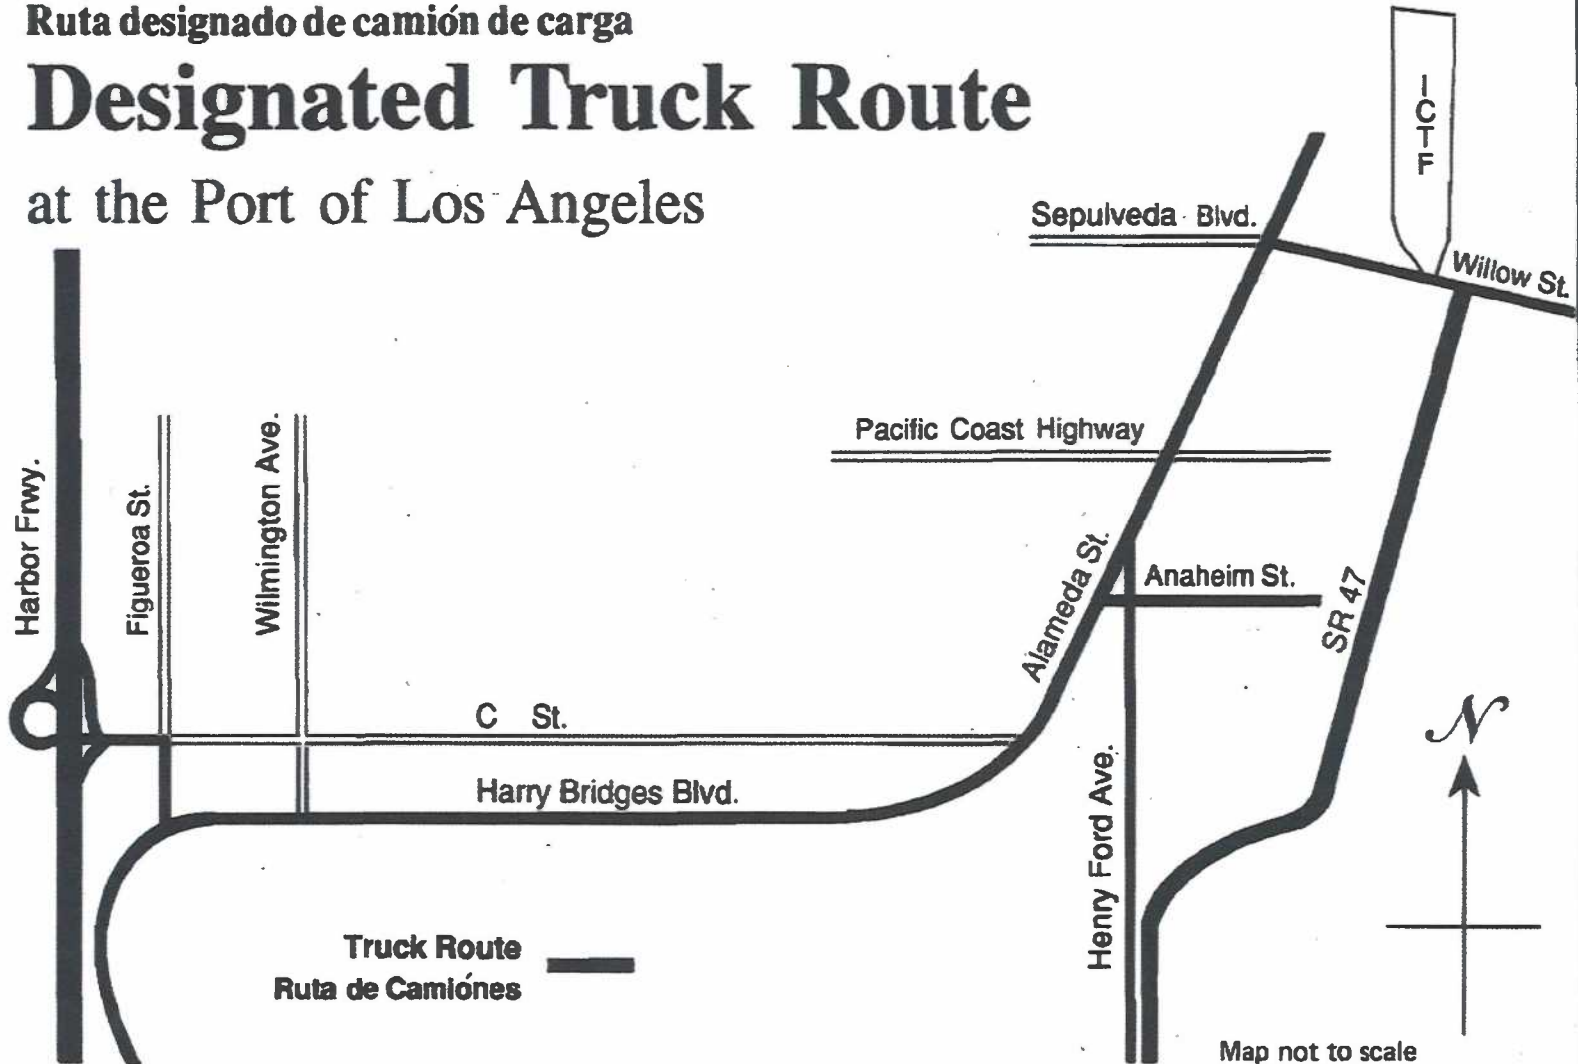 Ruta designado de camión de carga
Designated Truck Route
at the Port of Los Angeles
ICTF
Sepulveda Blvd.
Willow St.
Pacific Coast Highway
Harbor Frwy.
Figueroa St.
Wilmington Ave.
Alameda St.
Anaheim St.
SR 47
C St.
Harry Bridges Blvd.
Henry Ford Ave.
N
Truck Route
Ruta de Camiónes
Map not to scale